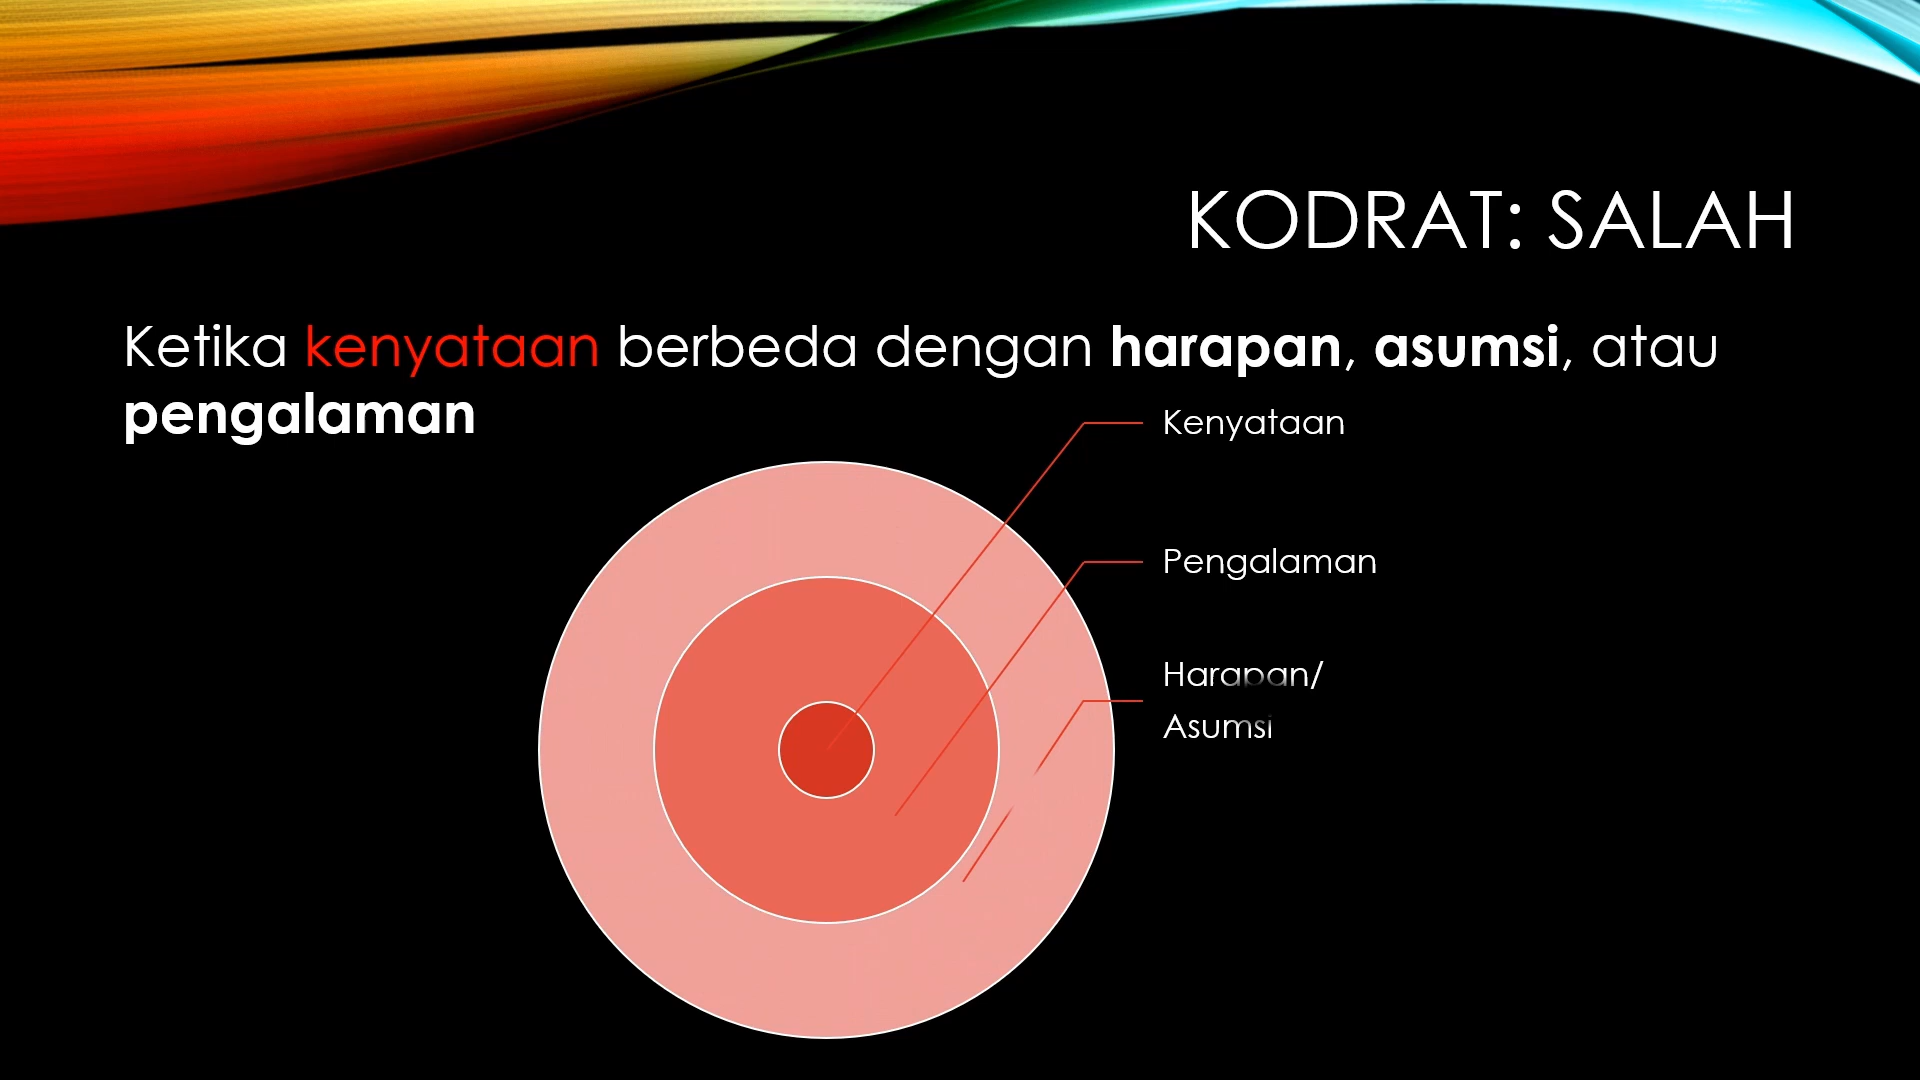 KODRAT: SALAH
Ketika kenyataan berbeda dengan harapan, asumsi, atau
pengalaman
Kenyataan
Pengalaman
Harapan/
Asumsi